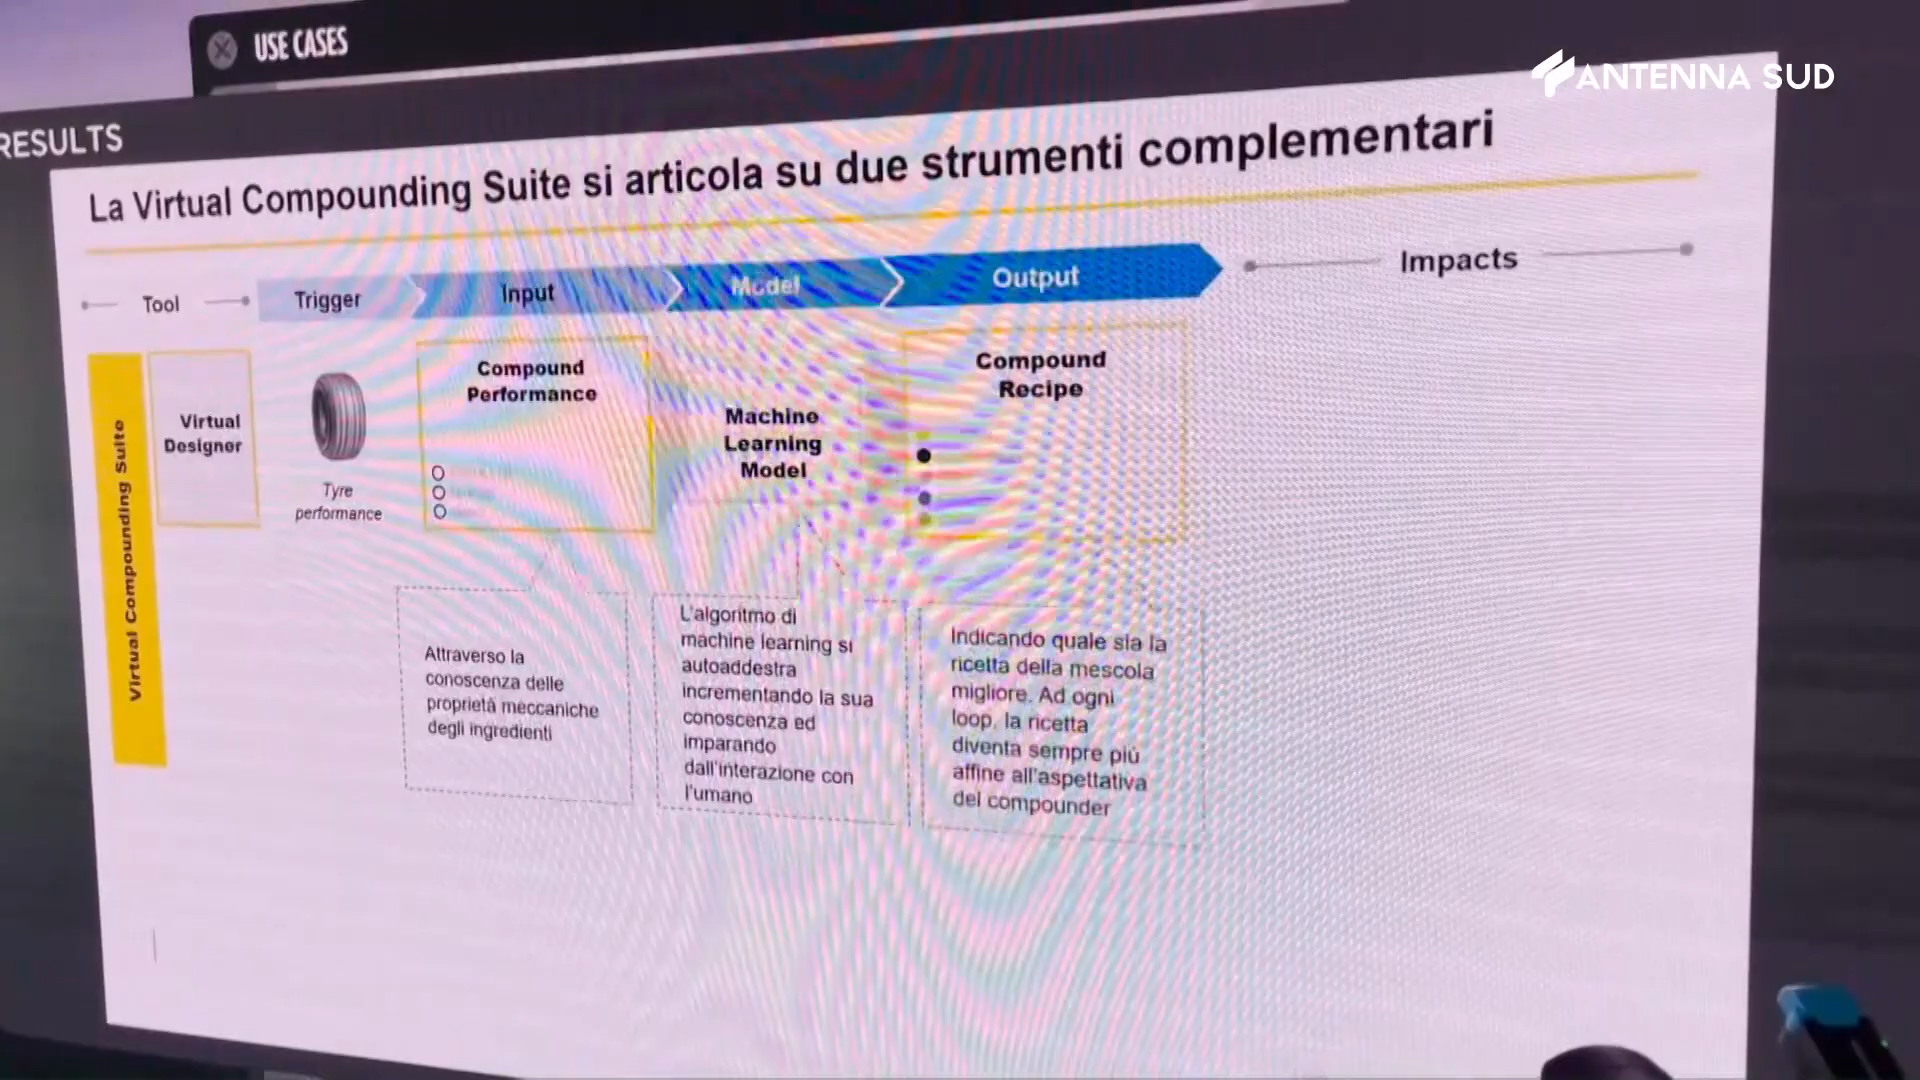 USE CASES
ANTENNA SUD
RESULTS
La Virtual Compounding Suite si articola su due strumenti complementari
Tool
Trigger
Input
Model
Output
Impacts
Virtual Compounding Suite
Virtual
Designer
Tyre
performance
Compound
Performance
Machine
Learning
Model
Compound
Recipe
Attraverso la
conoscenza delle
proprietà meccaniche
degli ingredienti
L'algoritmo di
machine learning si
autoaddestra
incrementando la sua
conoscenza ed
imparando
dall'interazione con
l'umano
Indicando quale sia la
ricetta della mescola
migliore. Ad ogni
loop, la ricetta
diventa sempre più
affine all'aspettativa
del compounder